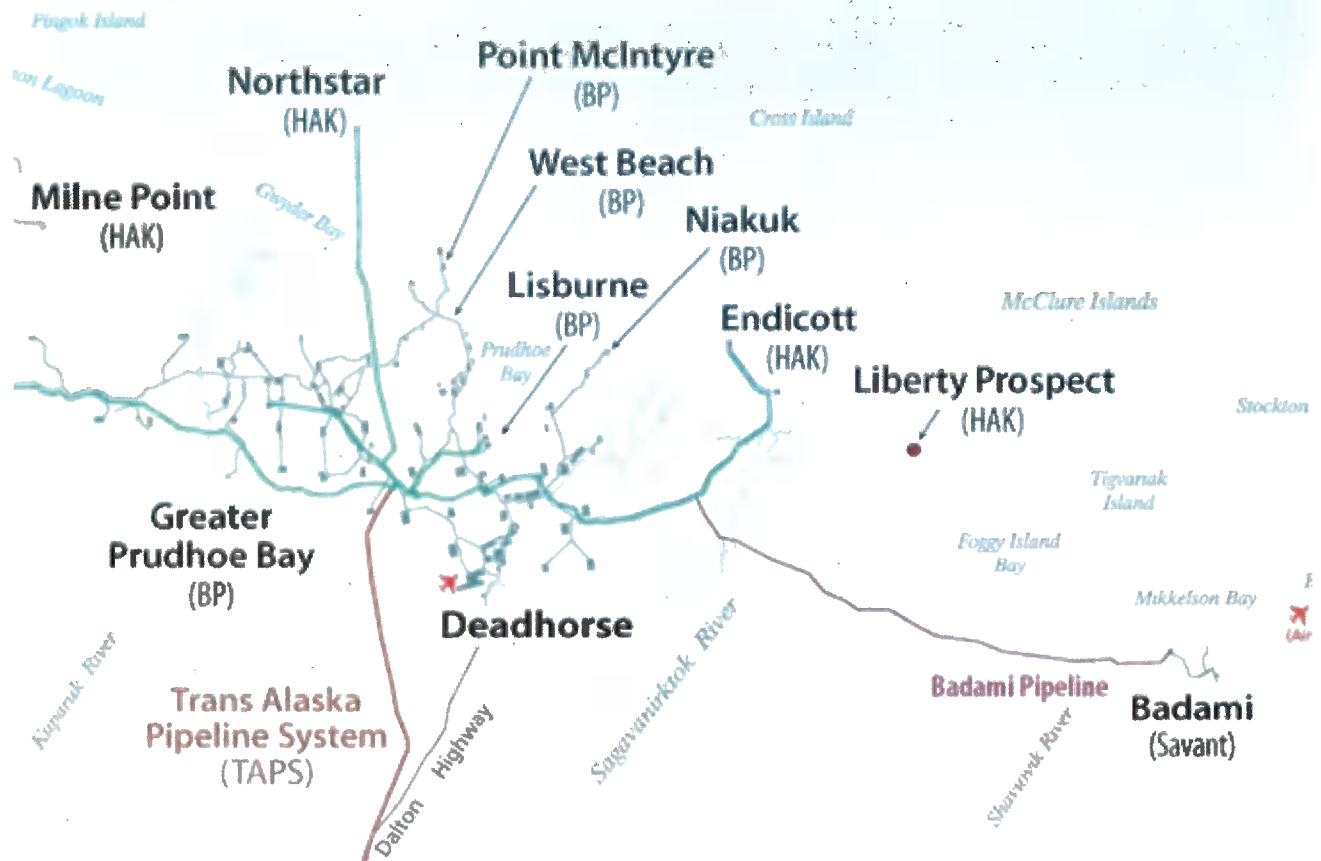 Pingok Island
Point McIntyre
(BP)
Northstar
(HAK)
Lagoon
Cross Island
West Beach
(BP)
Milne Point
(HAK)
Gwyder Bay
Niakuk
(BP)
Lisburne
(BP)
McClure Islands
Endicott
(HAK)
Prudhoe
Bay
Liberty Prospect
(HAK)
Stockton
Tigvariak
Island
Greater
Prudhoe Bay
(BP)
Foggy Island
Bay
Mikkelson Bay
Deadhorse
Kuparuk River
Sagavanirktok River
Trans Alaska
Pipeline System
(TAPS)
Badami Pipeline
Badami
(Savant)
Dalton Highway
Shaviovik River